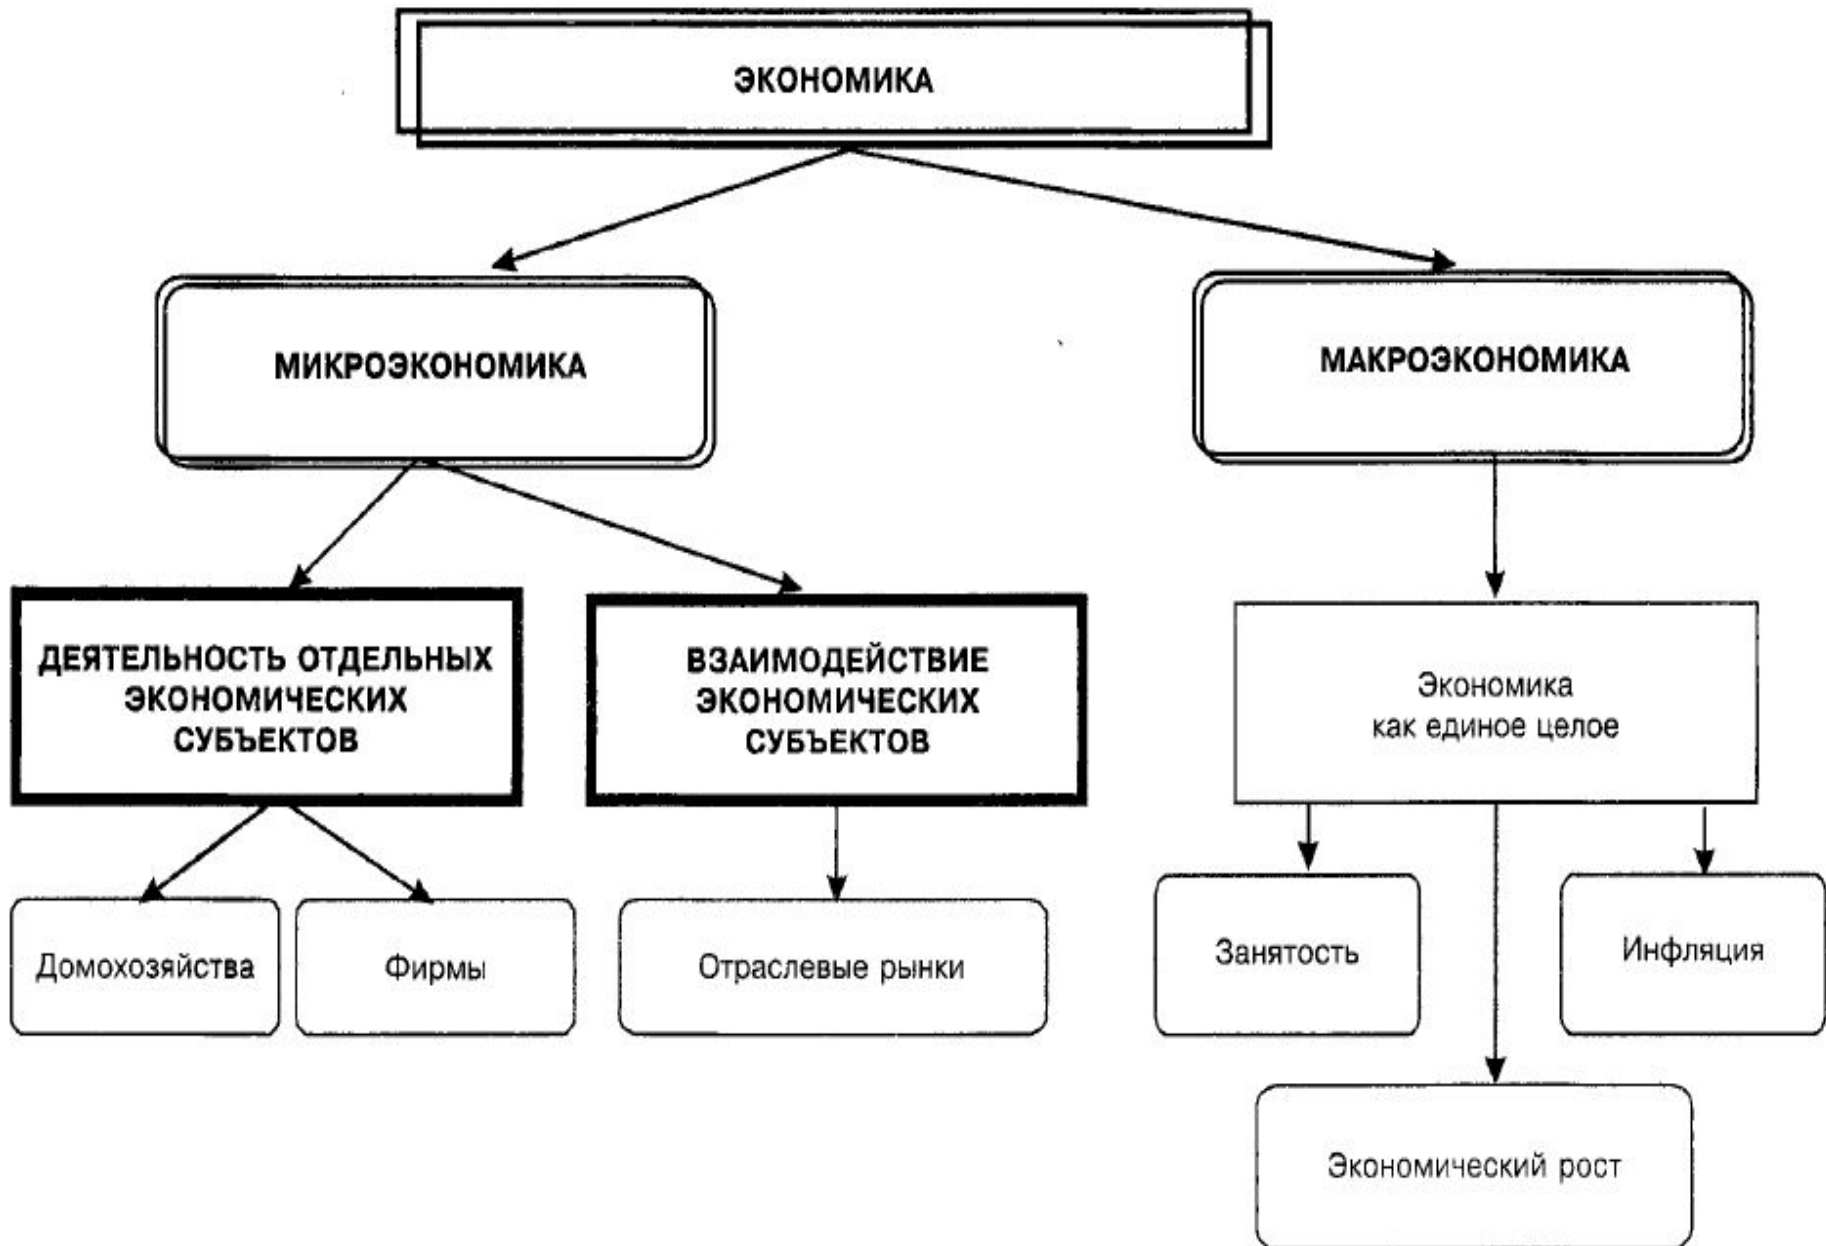 ЭКОНОМИКА
МИКРОЭКОНОМИКА
МАКРОЭКОНОМИКА
ДЕЯТЕЛЬНОСТЬ ОТДЕЛЬНЫХ
ЭКОНОМИЧЕСКИХ
СУБЪЕКТОВ
ВЗАИМОДЕЙСТВИЕ
ЭКОНОМИЧЕСКИХ
СУБЪЕКТОВ
Экономика
как единое целое
Домохозяйства
Фирмы
Отраслевые рынки
Занятость
Инфляция
Экономический рост